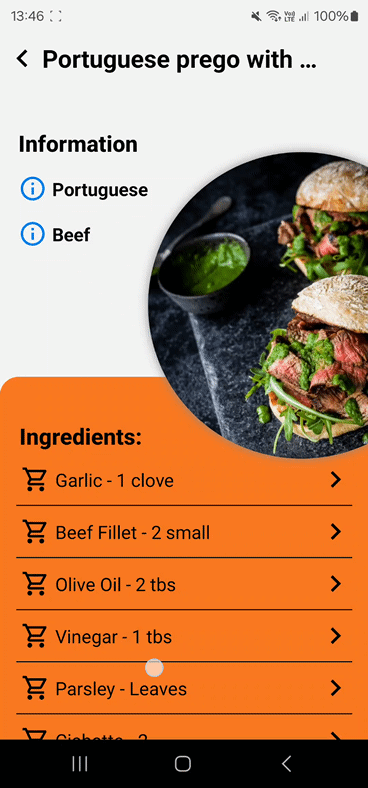 13:46 100%
Portuguese prego with ...
Information
Portuguese
Beef
Ingredients:
Garlic - 1 clove
Beef Fillet - 2 small
Olive Oil - 2 tbs
Vinegar - 1 tbs
Parsley - Leaves